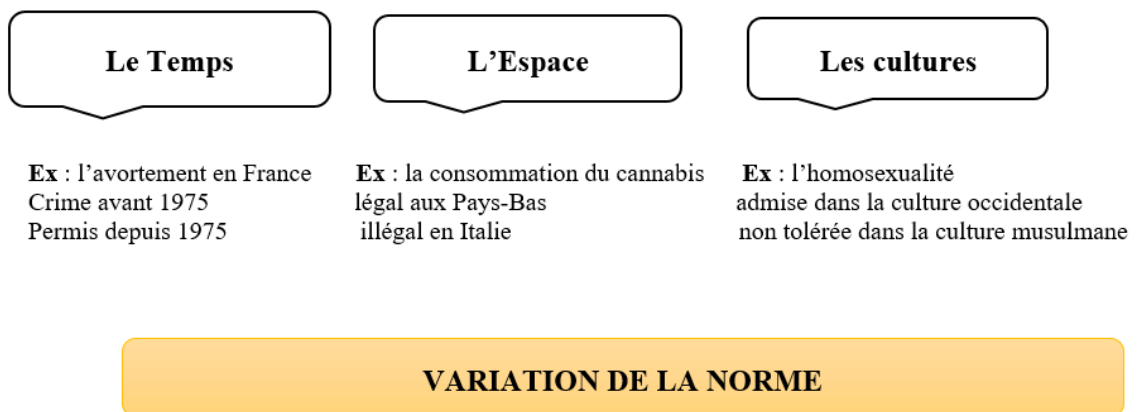 Le Temps
L’Espace
Les cultures
Ex : l’avortement en France
Crime avant 1975
Permis depuis 1975
Ex : la consommation du cannabis
légal aux Pays-Bas
illégal en Italie
Ex : l’homosexualité
admise dans la culture occidentale
non tolérée dans la culture musulmane
VARIATION DE LA NORME